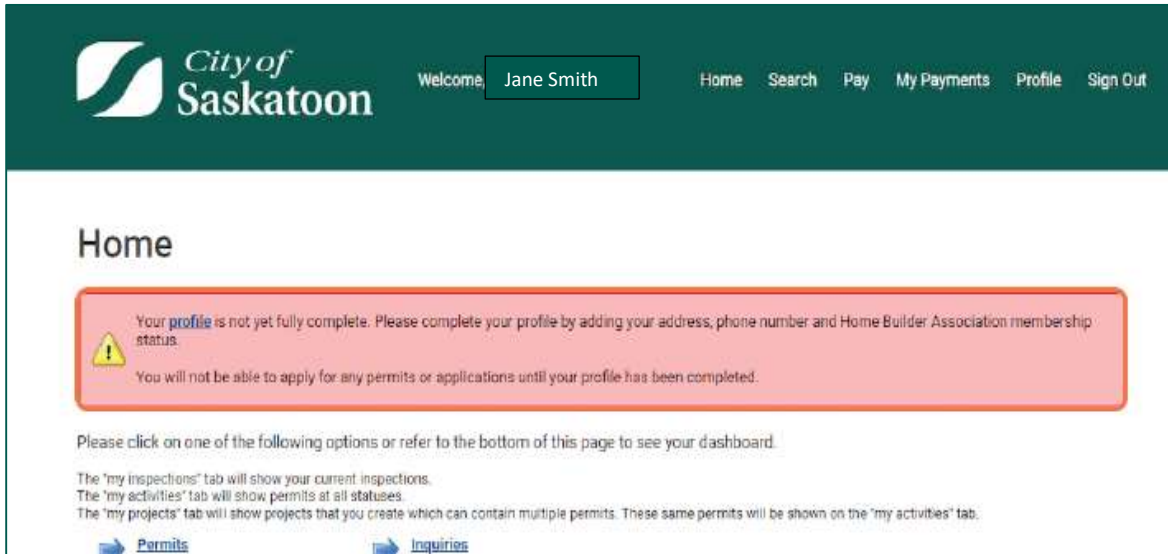 City of
Saskatoon
Welcome, Jane Smith Home Search Pay My Payments Profile Sign Out
Home
Your profile is not yet fully complete. Please complete your profile by adding your address, phone number and Home Builder Association membership
status.
You will not be able to apply for any permits or applications until your profile has been completed.
Please click on one of the following options or refer to the bottom of this page to see your dashboard.
The "my inspections" tab will show your current inspections.
The "my activities" tab will show permits at all statuses.
The "my projects" tab will show projects that you create which can contain multiple permits. These same permits will be shown on the "my activities" tab.
Permits Inquiries